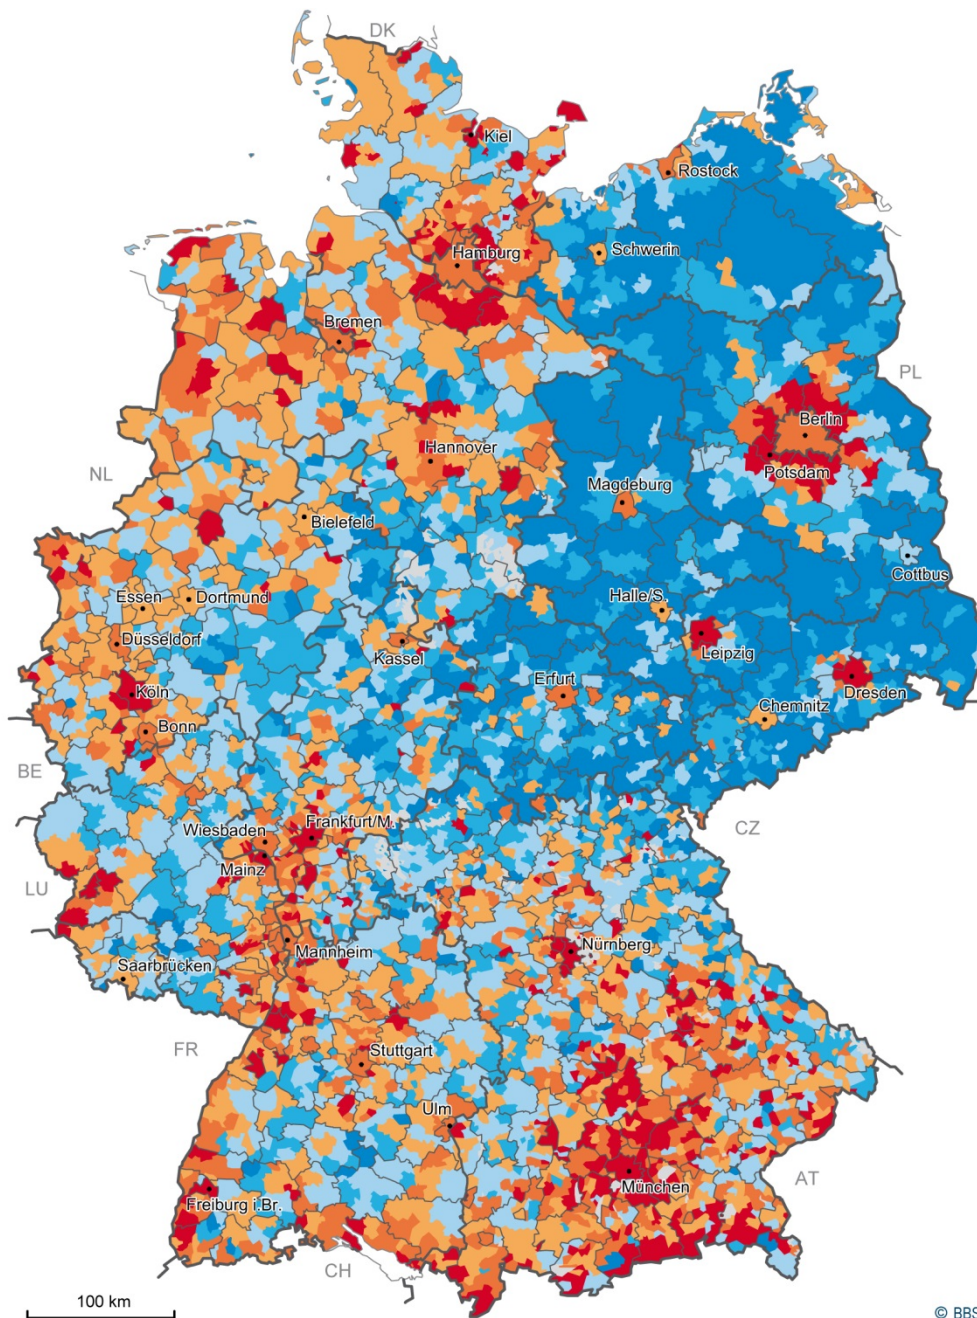 DK
Kiel
Rostock
Hamburg
Schwerin
Bremen
PL
Berlin
Hannover
NL
Potsdam
Magdeburg
Bielefeld
Cottbus
Essen
Dortmund
Halle/S.
Düsseldorf
Leipzig
Kassel
Erfurt
Köln
Dresden
Chemnitz
Bonn
BE
Wiesbaden
Frankfurt/M.
CZ
Mainz
LU
Nürnberg
Mannheim
Saarbrücken
FR
Stuttgart
Ulm
AT
München
Freiburg i.Br.
CH
100 km
© BBS